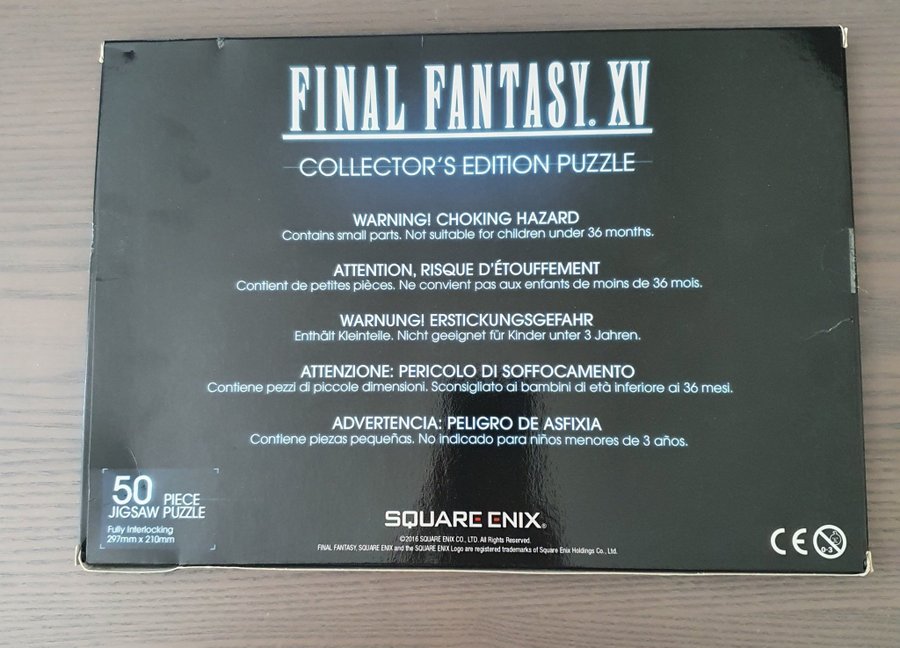 FINAL FANTASY® XV
COLLECTOR'S EDITION PUZZLE
WARNING! CHOKING HAZARD
Contains small parts. Not suitable for children under 36 months.
ATTENTION, RISQUE D'ÉTOUFFEMENT
Contient de petites pièces. Ne convient pas aux enfants de moins de 36 mois.
WARNUNG! ERSTICKUNGSGEFAHR
Enthält Kleinteile. Nicht geeignet für Kinder unter 3 Jahren.
ATTENZIONE: PERICOLO DI SOFFOCAMENTO
Contiene pezzi di piccole dimensioni. Sconsigliato ai bambini di età inferiore ai 36 mesi.
ADVERTENCIA: PELIGRO DE ASFIXIA
Contiene piezas pequeñas. No indicado para niños menores de 3 años.
50 PIECE
JIGSAW PUZZLE
Fully Interlocking
297mm x 210mm
SQUARE ENIX®
©2016 SQUARE ENIX CO., LTD. All Rights Reserved.
FINAL FANTASY, SQUARE ENIX and the SQUARE ENIX Logo are registered trademarks of Square Enix Holdings Co., Ltd.
CE 0-3